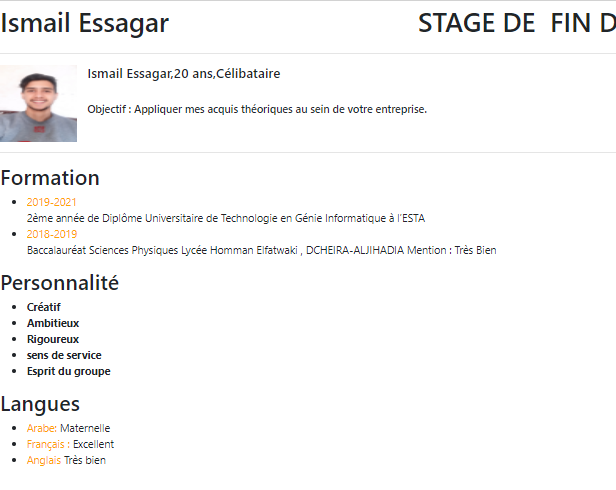 Ismail Essagar STAGE DE FIN D
Ismail Essagar,20 ans,Célibataire
Objectif : Appliquer mes acquis théoriques au sein de votre entreprise.
Formation
2019-2021
2ème année de Diplôme Universitaire de Technologie en Génie Informatique à l'ESTA
2018-2019
Baccalauréat Sciences Physiques Lycée Homman Elfatwaki , DCHEIRA-ALJIHADIA Mention : Très Bien
Personnalité
Créatif
Ambitieux
Rigoureux
sens de service
Esprit du groupe
Langues
Arabe: Maternelle
Français : Excellent
Anglais Très bien